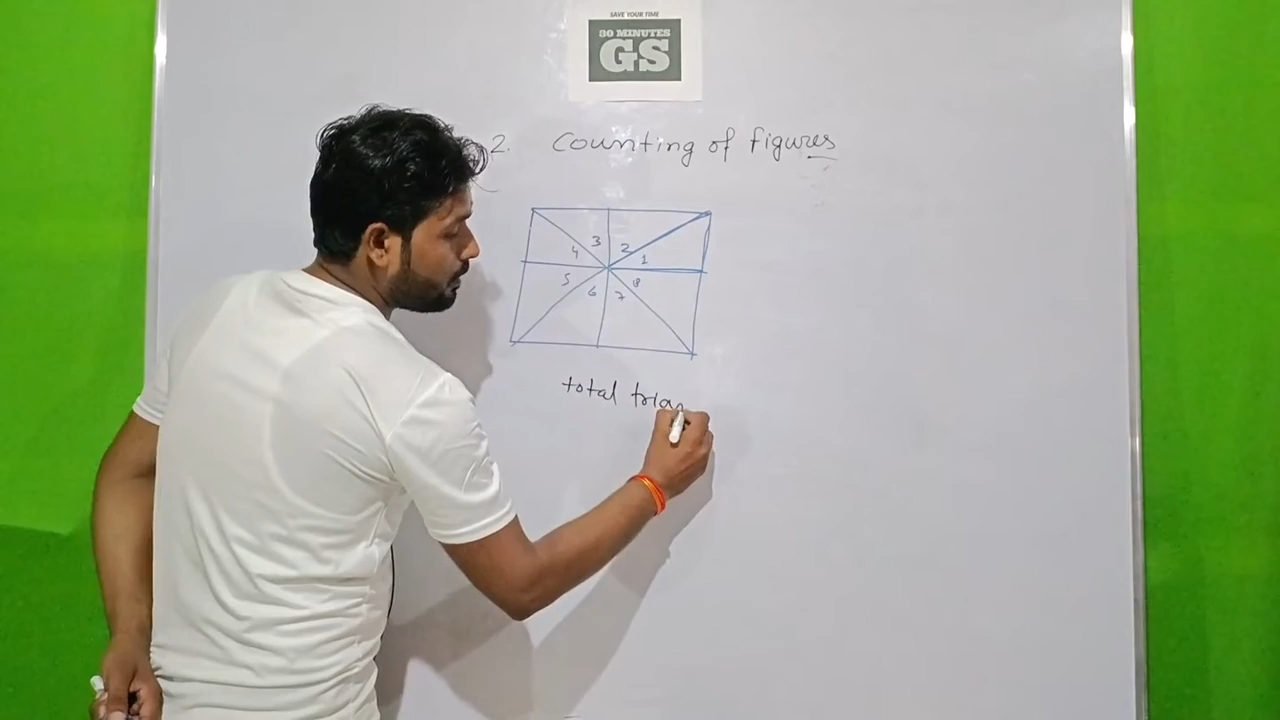 SAVE YOUR TIME
30 MINUTES
GS
2. Counting of figures
3 2
4 1
5 8
6 7
total trian